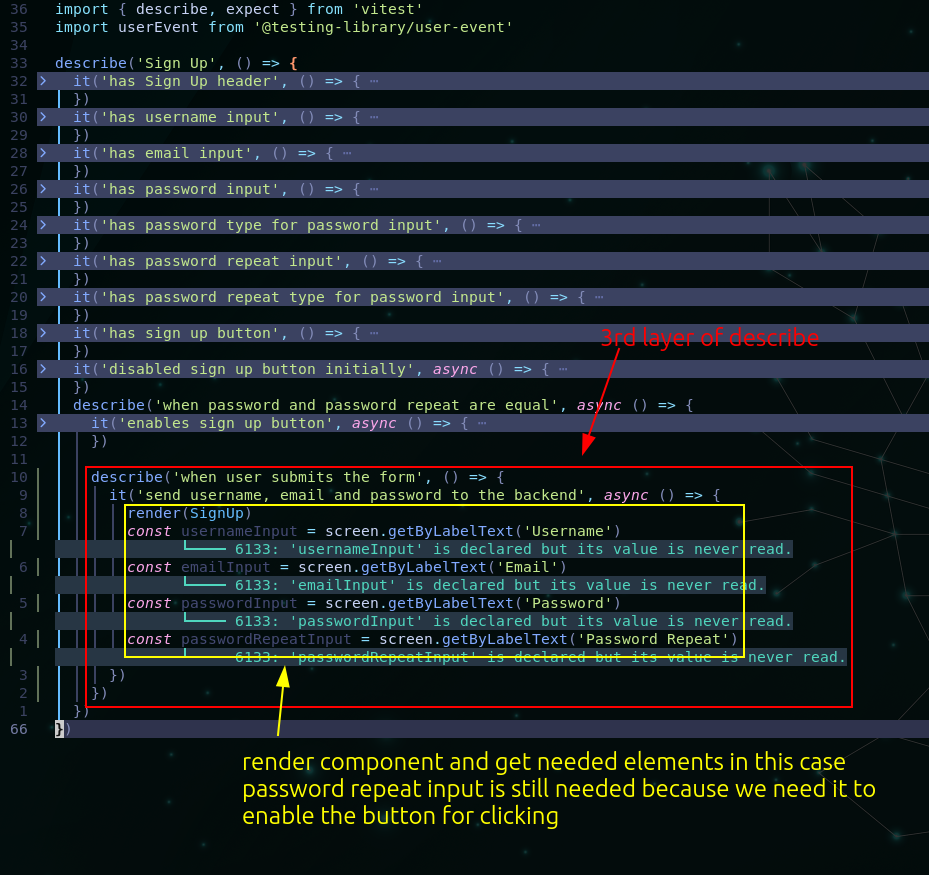 36 import { describe, expect } from 'vitest'
35 import userEvent from '@testing-library/user-event'
34
33 describe('Sign Up', () => {
32 > it('has Sign Up header', () => { ⋯
31 })
30 > it('has username input', () => { ⋯
29 })
28 > it('has email input', () => { ⋯
27 })
26 > it('has password input', () => { ⋯
25 })
24 > it('has password type for password input', () => { ⋯
23 })
22 > it('has password repeat input', () => { ⋯
21 })
20 > it('has password repeat type for password input', () => { ⋯
19 })
18 > it('has sign up button', () => { ⋯
17 })
3rd layer of describe
16 > it('disabled sign up button initially', async () => { ⋯
15 })
14 describe('when password and password repeat are equal', async () => {
13 > it('enables sign up button', async () => { ⋯
12 })
11
10 describe('when user submits the form', () => {
9 it('send username, email and password to the backend', async () => {
8 render(SignUp)
7 const usernameInput = screen.getByLabelText('Username')
6133: 'usernameInput' is declared but its value is never read.
6 const emailInput = screen.getByLabelText('Email')
6133: 'emailInput' is declared but its value is never read.
5 const passwordInput = screen.getByLabelText('Password')
6133: 'passwordInput' is declared but its value is never read.
4 const passwordRepeatInput = screen.getByLabelText('Password Repeat')
6133: 'passwordRepeatInput' is declared but its value is never read.
3 })
2 })
1 })
66 })
render component and get needed elements in this case
password repeat input is still needed because we need it to
enable the button for clicking